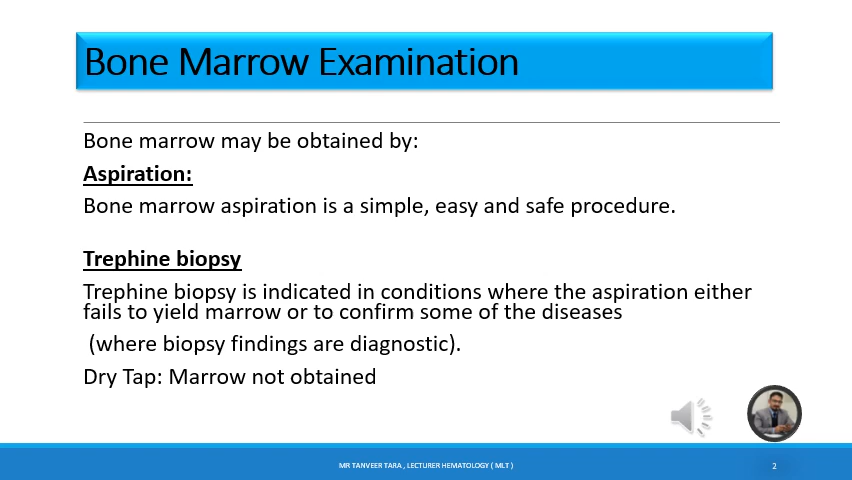 Bone Marrow Examination
Bone marrow may be obtained by:
Aspiration:
Bone marrow aspiration is a simple, easy and safe procedure.
Trephine biopsy
Trephine biopsy is indicated in conditions where the aspiration either
fails to yield marrow or to confirm some of the diseases
(where biopsy findings are diagnostic).
Dry Tap: Marrow not obtained
MR TANVEER TARA , LECTURER HEMATOLOGY ( MLT )
2